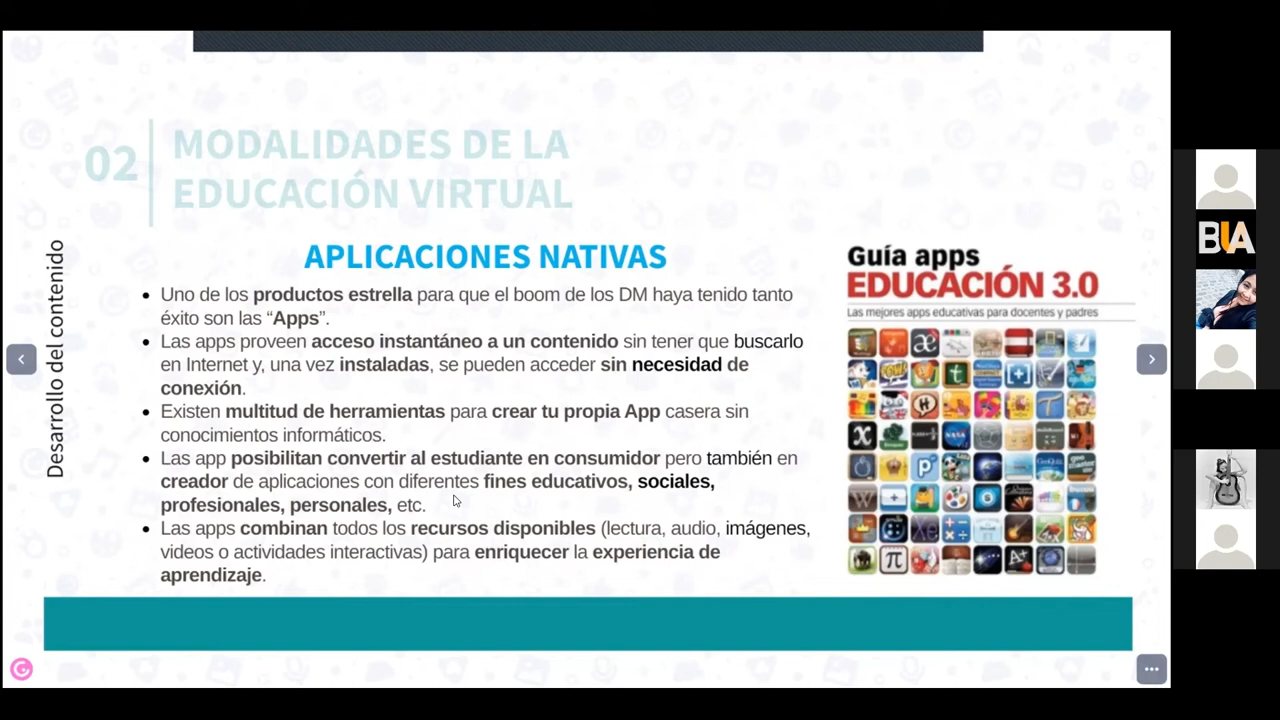 02
MODALIDADES DE LA
EDUCACIÓN VIRTUAL
Desarrollo del contenido
APLICACIONES NATIVAS
• Uno de los productos estrella para que el boom de los DM haya tenido tanto
éxito son las “Apps”.
• Las apps proveen acceso instantáneo a un contenido sin tener que buscarlo
en Internet y, una vez instaladas, se pueden acceder sin necesidad de
conexión.
• Existen multitud de herramientas para crear tu propia App casera sin
conocimientos informáticos.
• Las app posibilitan covertir al estudiante en consumidor pero también en
creador de aplicaciones con diferentes fines educativos, sociales,
profesionales, personales, etc.
• Las apps combinan todos los recursos disponibles (lectura, audio, imágenes,
videos o actividades interactivas) para enriquecer la experiencia de
aprendizaje.
Guía apps
EDUCACIÓN 3.0
Las mejores apps educativas para docentes y padres
æ
t
H
T
X
NASA
P
W
Xe
π
A+
BUA